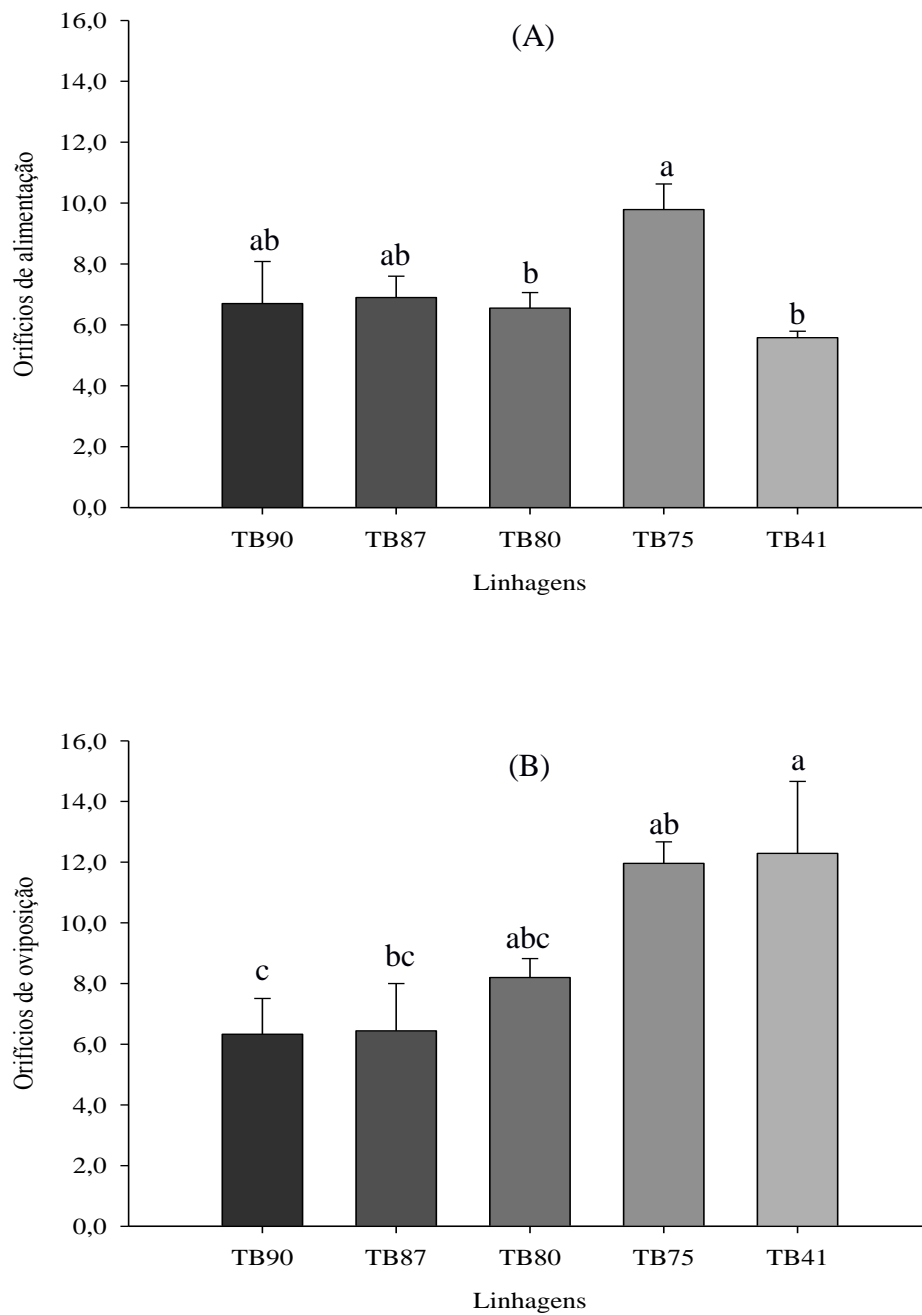 (A)
Orifícios de alimentação
16,0
14,0
12,0
10,0
8,0
6,0
4,0
2,0
0,0
ab
ab
b
a
b
TB90 TB87 TB80 TB75 TB41
Linhagens
(B)
Orifícios de oviposição
16,0
14,0
12,0
10,0
8,0
6,0
4,0
2,0
0,0
c
bc
abc
ab
a
TB90 TB87 TB80 TB75 TB41
Linhagens